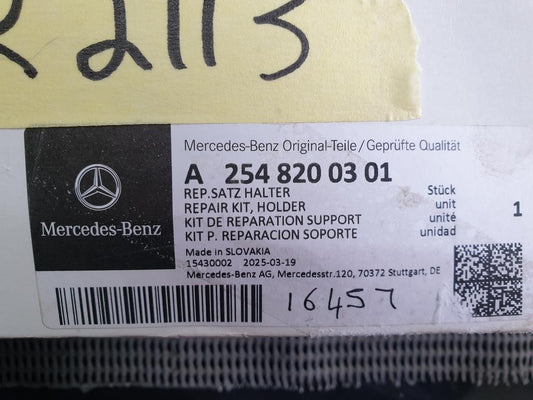 2113
Mercedes-Benz Original-Teile/Geprüfte Qualität
A 254 820 03 01
REP.SATZ HALTER Stück
REPAIR KIT, HOLDER unit 1
KIT DE REPARATION SUPPORT unité
KIT P. REPARACION SOPORTE unidad
Mercedes-Benz
Made in SLOVAKIA
15430002 2025-03-19
Mercedes-Benz AG, Mercedesstr.120, 70372 Stuttgart, DE
16457